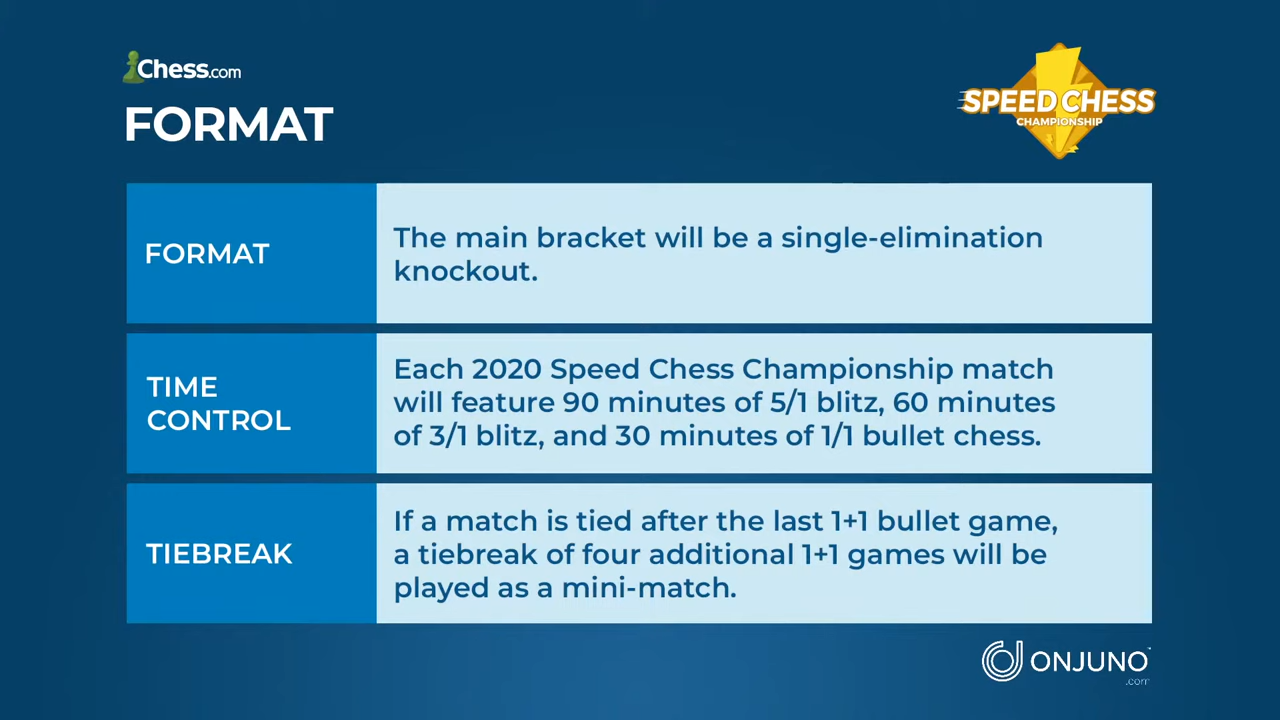 Chess.com
FORMAT
SPEED CHESS
CHAMPIONSHIP
FORMAT
The main bracket will be a single-elimination
knockout.
TIME
CONTROL
Each 2020 Speed Chess Championship match
will feature 90 minutes of 5/1 blitz, 60 minutes
of 3/1 blitz, and 30 minutes of 1/1 bullet chess.
TIEBREAK
If a match is tied after the last 1+1 bullet game,
a tiebreak of four additional 1+1 games will be
played as a mini-match.
ONJUNO™
.com